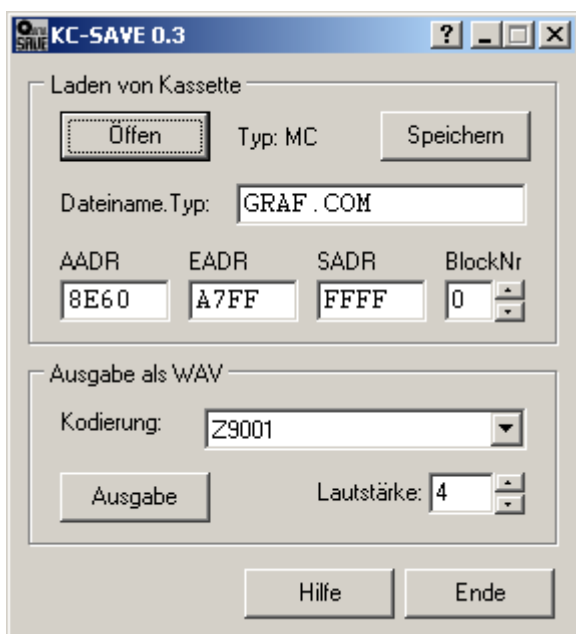 SAVE KC-SAVE 0.3 ?
Laden von Kassette
Öffen Typ: MC Speichern
Dateiname.Typ: GRAF.COM
AADR EADR SADR BlockNr
8E60 A7FF FFFF 0
Ausgabe als WAV
Kodierung: Z9001
Ausgabe Lautstärke: 4
Hilfe Ende